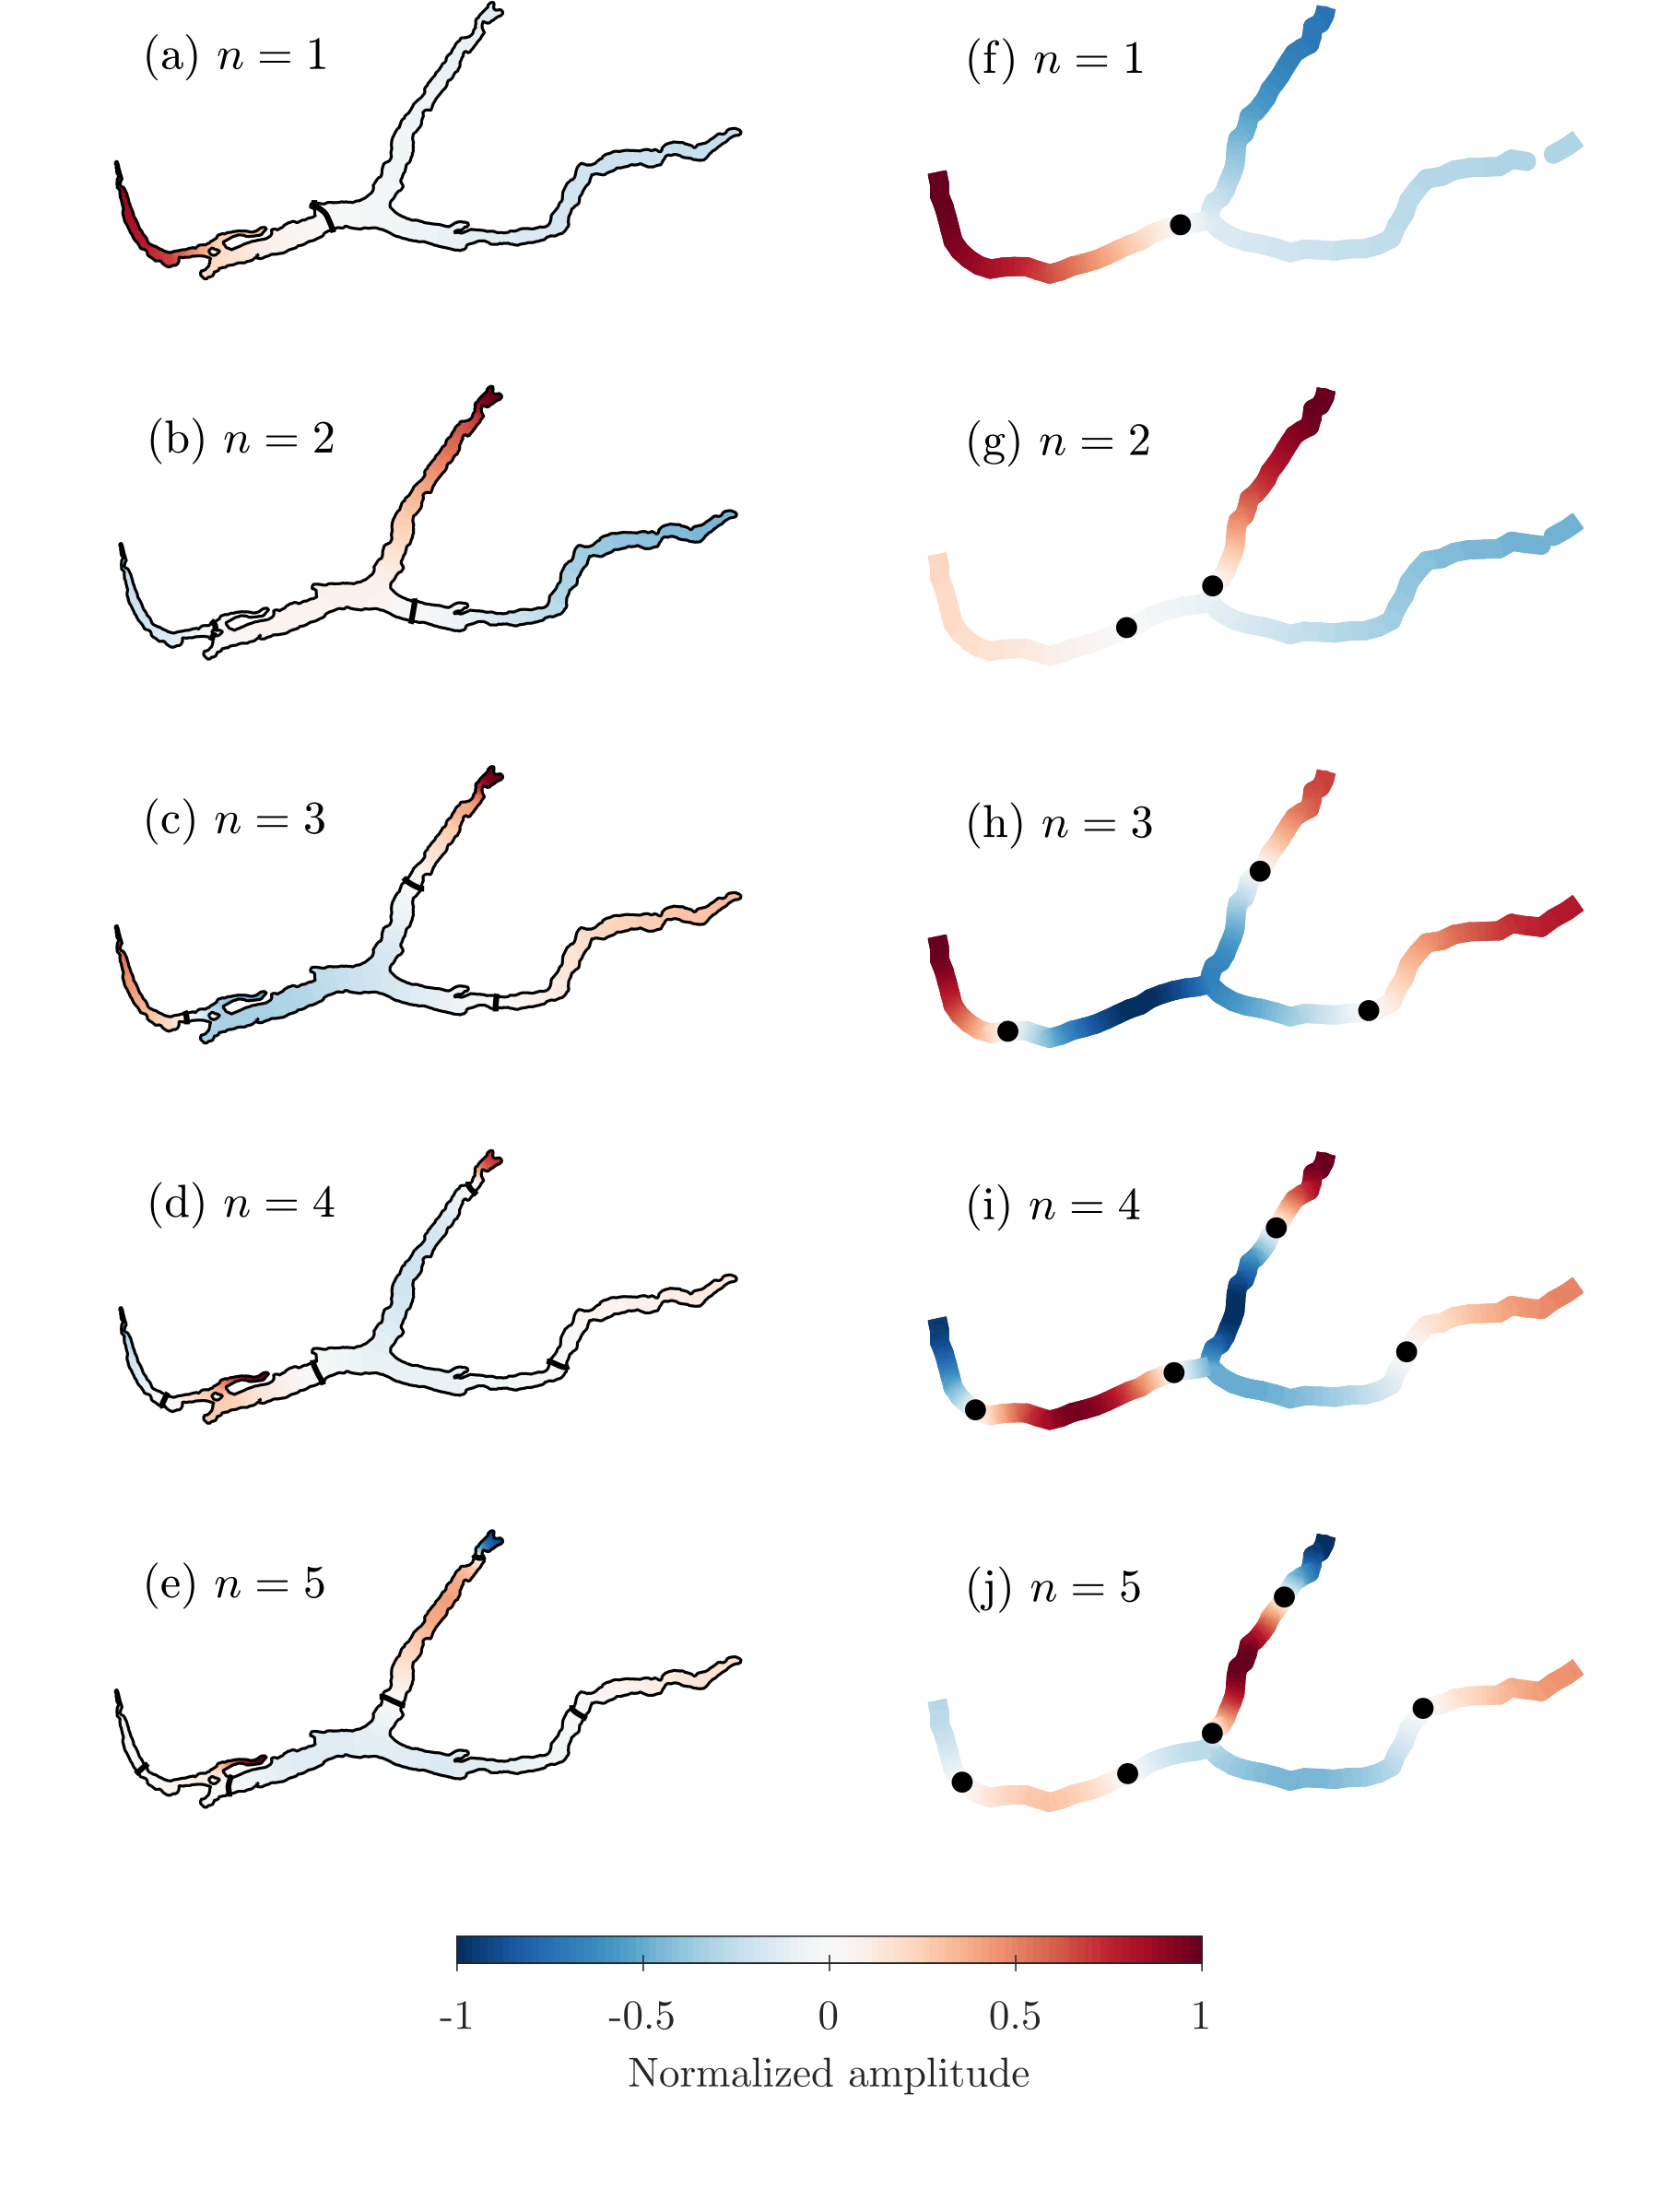 (a) n = 1
(f) n = 1
(b) n = 2
(g) n = 2
(c) n = 3
(h) n = 3
(d) n = 4
(i) n = 4
(e) n = 5
(j) n = 5
-1 -0.5 0 0.5 1
Normalized amplitude